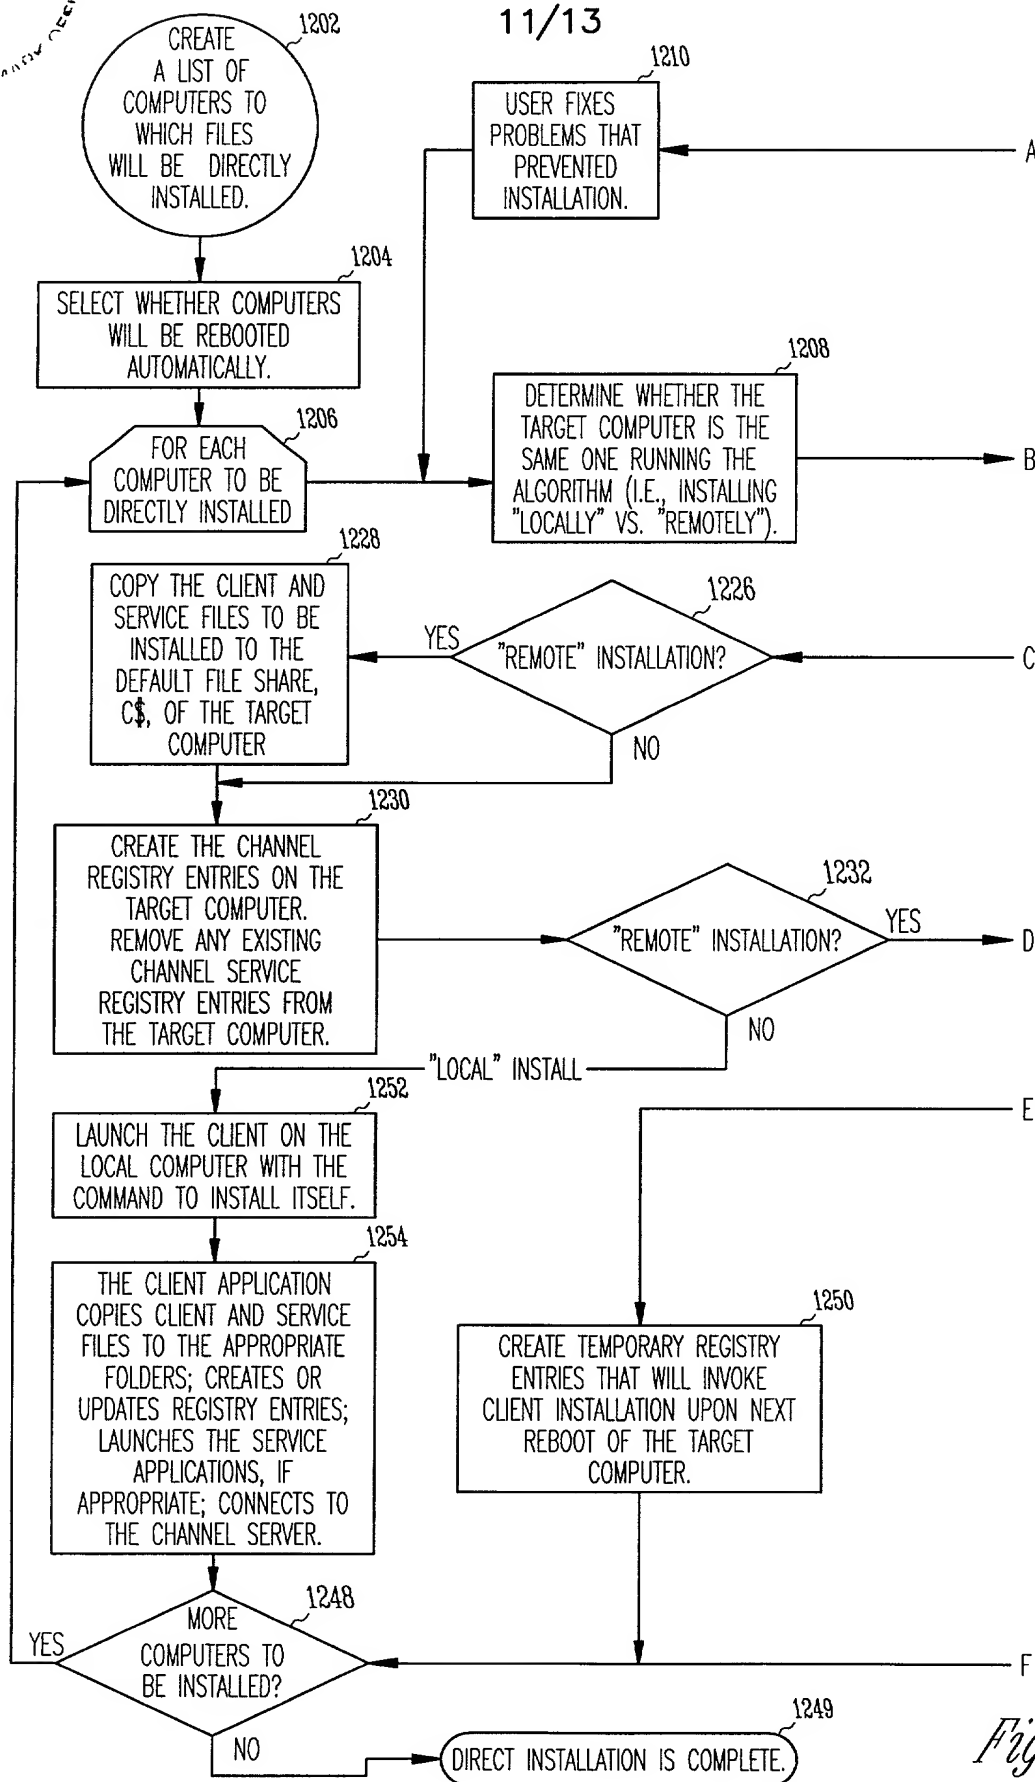 11/13
1202
CREATE
A LIST OF
COMPUTERS TO
WHICH FILES
WILL BE DIRECTLY
INSTALLED.
1210
USER FIXES
PROBLEMS THAT
PREVENTED
INSTALLATION.
A
1204
SELECT WHETHER COMPUTERS
WILL BE REBOOTED
AUTOMATICALLY.
1206
FOR EACH
COMPUTER TO BE
DIRECTLY INSTALLED
1208
DETERMINE WHETHER THE
TARGET COMPUTER IS THE
SAME ONE RUNNING THE
ALGORITHM (I.E., INSTALLING
"LOCALLY" VS. "REMOTELY").
B
1228
COPY THE CLIENT AND
SERVICE FILES TO BE
INSTALLED TO THE
DEFAULT FILE SHARE,
C$, OF THE TARGET
COMPUTER
YES
1226
"REMOTE" INSTALLATION?
C
NO
1230
CREATE THE CHANNEL
REGISTRY ENTRIES ON THE
TARGET COMPUTER.
REMOVE ANY EXISTING
CHANNEL SERVICE
REGISTRY ENTRIES FROM
THE TARGET COMPUTER.
1232
"REMOTE" INSTALLATION?
YES
D
NO
"LOCAL" INSTALL
1252
LAUNCH THE CLIENT ON THE
LOCAL COMPUTER WITH THE
COMMAND TO INSTALL ITSELF.
E
1254
THE CLIENT APPLICATION
COPIES CLIENT AND SERVICE
FILES TO THE APPROPRIATE
FOLDERS; CREATES OR
UPDATES REGISTRY ENTRIES;
LAUNCHES THE SERVICE
APPLICATIONS, IF
APPROPRIATE; CONNECTS TO
THE CHANNEL SERVER.
1250
CREATE TEMPORARY REGISTRY
ENTRIES THAT WILL INVOKE
CLIENT INSTALLATION UPON NEXT
REBOOT OF THE TARGET
COMPUTER.
1248
MORE
COMPUTERS TO
BE INSTALLED?
YES
F
NO
1249
DIRECT INSTALLATION IS COMPLETE.
Fig